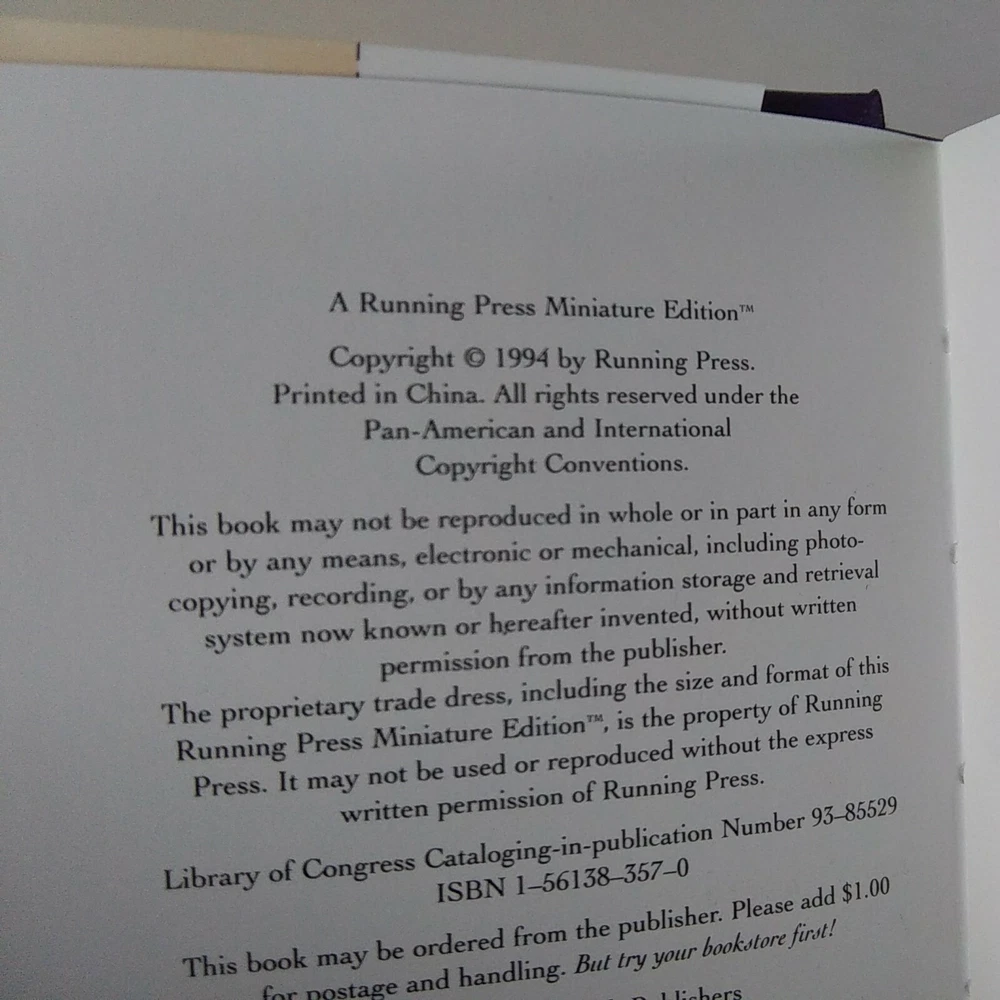 A Running Press Miniature Edition™
Copyright © 1994 by Running Press.
Printed in China. All rights reserved under the
Pan-American and International
Copyright Conventions.
This book may not be reproduced in whole or in part in any form
or by any means, electronic or mechanical, including photo-
copying, recording, or by any information storage and retrieval
system now known or hereafter invented, without written
permission from the publisher.
The proprietary trade dress, including the size and format of this
Running Press Miniature Edition™, is the property of Running
Press. It may not be used or reproduced without the express
written permission of Running Press.
Library of Congress Cataloging-in-publication Number 93–85529
ISBN 1–56138–357–0
This book may be ordered from the publisher. Please add $1.00
for postage and handling. But try your bookstore first!
Publishers